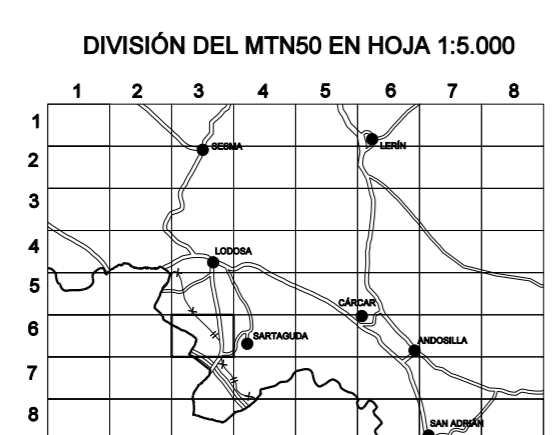 DIVISIÓN DEL MTN50 EN HOJA 1:5.000
1 2 3 4 5 6 7 8
1
LERÍN
SESMA
2
3
4
LODOSA
5
CÁRCAR
6
SARTAGUDA
ANDOSILLA
7
8
SAN ADRIÁN